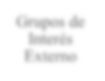 Grupos de
Interés
Externo